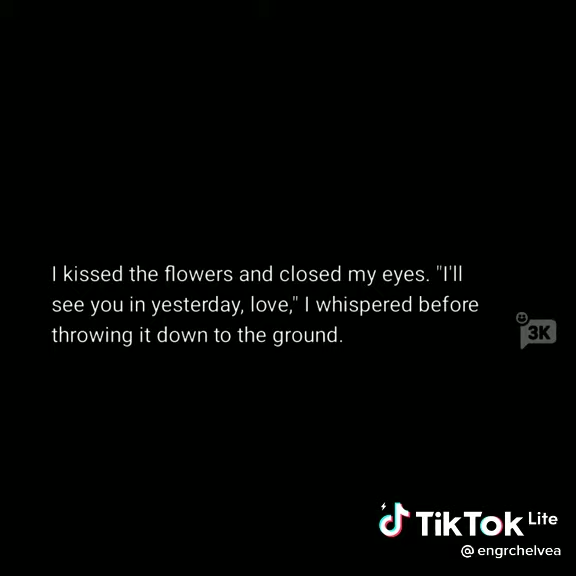 I kissed the flowers and closed my eyes. "I'll
see you in yesterday, love," I whispered before
throwing it down to the ground.
3K
TikTok Lite
@ engrchelvea